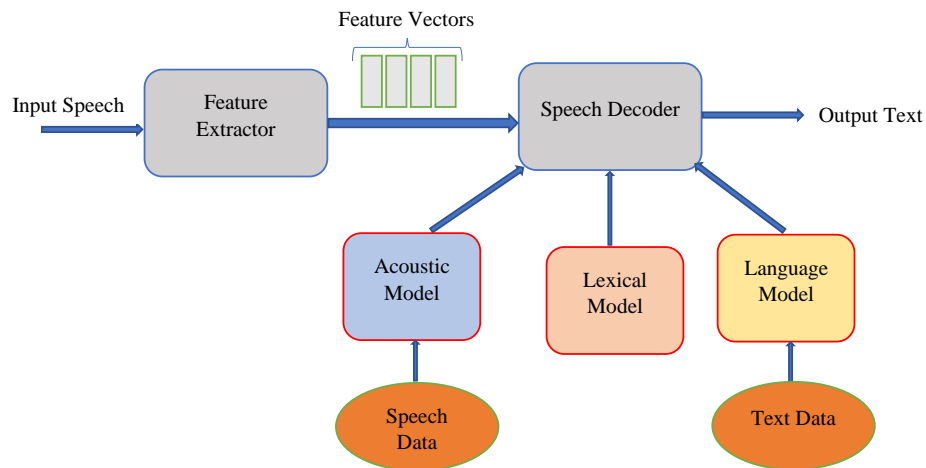 Feature Vectors
Input Speech
Feature
Extractor
Speech Decoder
Output Text
Acoustic
Model
Lexical
Model
Language
Model
Speech
Data
Text Data